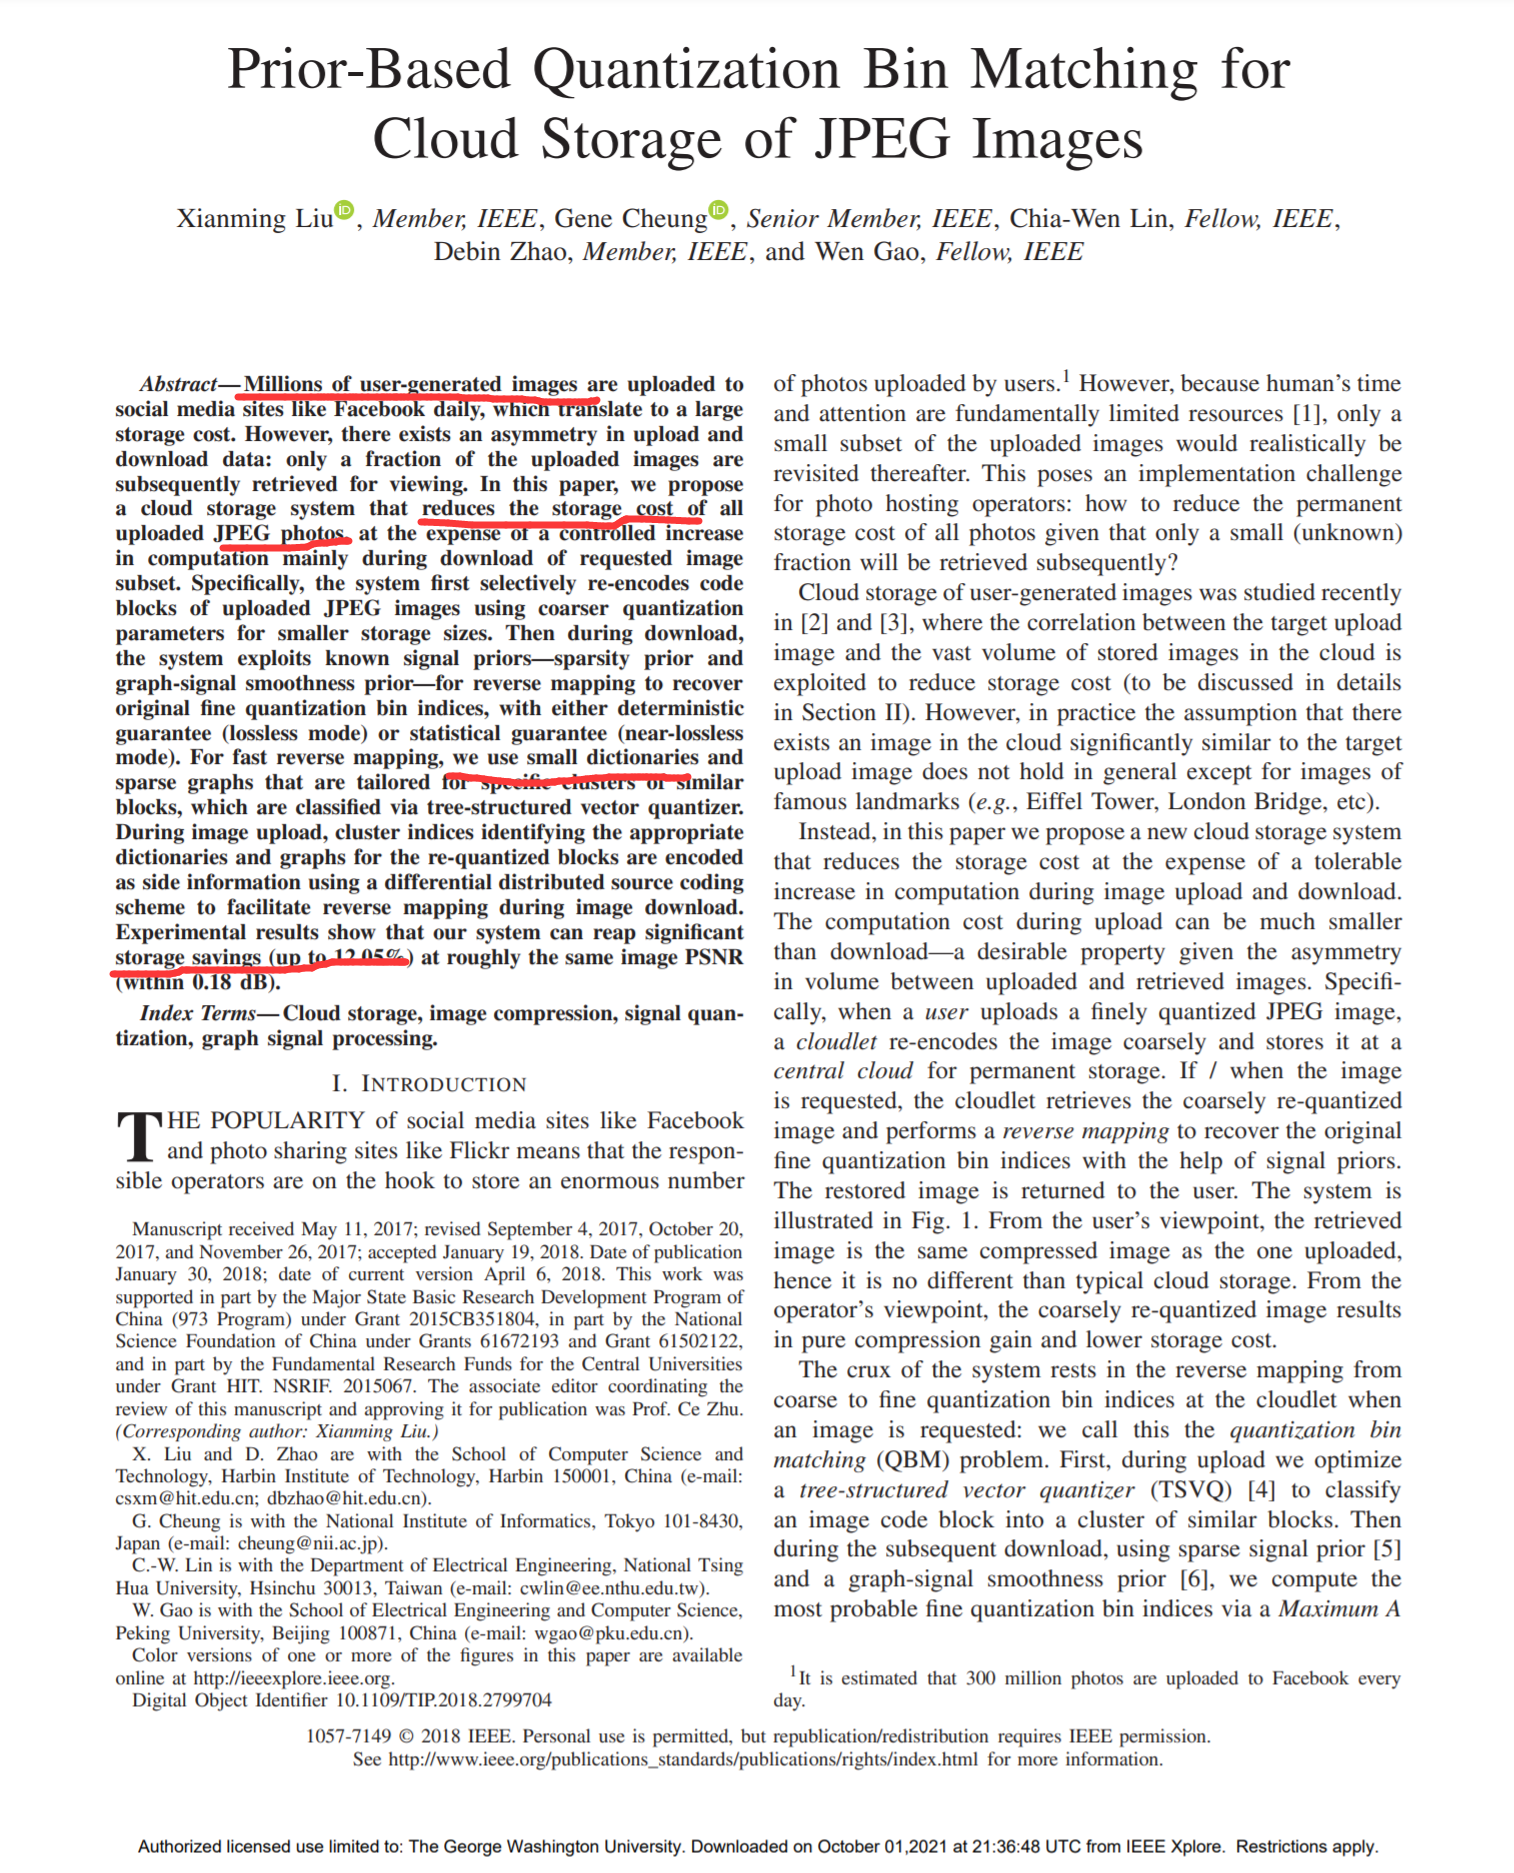 Prior-Based Quantization Bin Matching for
Cloud Storage of JPEG Images
Xianming Liu iD, Member, IEEE, Gene Cheung iD, Senior Member, IEEE, Chia-Wen Lin, Fellow, IEEE,
Debin Zhao, Member, IEEE, and Wen Gao, Fellow, IEEE
Abstract—Millions of user-generated images are uploaded to
social media sites like Facebook daily, which translate to a large
storage cost. However, there exists an asymmetry in upload and
download data: only a fraction of the uploaded images are
subsequently retrieved for viewing. In this paper, we propose
a cloud storage system that reduces the storage cost of all
uploaded JPEG photos, at the expense of a controlled increase
in computation mainly during download of requested image
subset. Specifically, the system first selectively re-encodes code
blocks of uploaded JPEG images using coarser quantization
parameters for smaller storage sizes. Then during download,
the system exploits known signal priors—sparsity prior and
graph-signal smoothness prior—for reverse mapping to recover
original fine quantization bin indices, with either deterministic
guarantee (lossless mode) or statistical guarantee (near-lossless
mode). For fast reverse mapping, we use small dictionaries and
sparse graphs that are tailored for specific clusters of similar
blocks, which are classified via tree-structured vector quantizer.
During image upload, cluster indices identifying the appropriate
dictionaries and graphs for the re-quantized blocks are encoded
as side information using a differential distributed source coding
scheme to facilitate reverse mapping during image download.
Experimental results show that our system can reap significant
storage savings (up to 12.05%) at roughly the same image PSNR
(within 0.18 dB).
Index Terms—Cloud storage, image compression, signal quan-
tization, graph signal processing.
I. INTRODUCTION
THE POPULARITY of social media sites like Facebook
and photo sharing sites like Flickr means that the respon-
sible operators are on the hook to store an enormous number
Manuscript received May 11, 2017; revised September 4, 2017, October 20,
2017, and November 26, 2017; accepted January 19, 2018. Date of publication
January 30, 2018; date of current version April 6, 2018. This work was
supported in part by the Major State Basic Research Development Program of
China (973 Program) under Grant 2015CB351804, in part by the National
Science Foundation of China under Grants 61672193 and Grant 61502122,
and in part by the Fundamental Research Funds for the Central Universities
under Grant HIT. NSRIF. 2015067. The associate editor coordinating the
review of this manuscript and approving it for publication was Prof. Ce Zhu.
(Corresponding author: Xianming Liu.)
X. Liu and D. Zhao are with the School of Computer Science and
Technology, Harbin Institute of Technology, Harbin 150001, China (e-mail:
csxm@hit.edu.cn; dbzhao@hit.edu.cn).
G. Cheung is with the National Institute of Informatics, Tokyo 101-8430,
Japan (e-mail: cheung@nii.ac.jp).
C.-W. Lin is with the Department of Electrical Engineering, National Tsing
Hua University, Hsinchu 30013, Taiwan (e-mail: cwlin@ee.nthu.edu.tw).
W. Gao is with the School of Electrical Engineering and Computer Science,
Peking University, Beijing 100871, China (e-mail: wgao@pku.edu.cn).
Color versions of one or more of the figures in this paper are available
online at http://ieeexplore.ieee.org.
Digital Object Identifier 10.1109/TIP.2018.2799704
of photos uploaded by users.1 However, because human's time
and attention are fundamentally limited resources [1], only a
small subset of the uploaded images would realistically be
revisited thereafter. This poses an implementation challenge
for photo hosting operators: how to reduce the permanent
storage cost of all photos given that only a small (unknown)
fraction will be retrieved subsequently?
Cloud storage of user-generated images was studied recently
in [2] and [3], where the correlation between the target upload
image and the vast volume of stored images in the cloud is
exploited to reduce storage cost (to be discussed in details
in Section II). However, in practice the assumption that there
exists an image in the cloud significantly similar to the target
upload image does not hold in general except for images of
famous landmarks (e.g., Eiffel Tower, London Bridge, etc).
Instead, in this paper we propose a new cloud storage system
that reduces the storage cost at the expense of a tolerable
increase in computation during image upload and download.
The computation cost during upload can be much smaller
than download—a desirable property given the asymmetry
in volume between uploaded and retrieved images. Specifi-
cally, when a user uploads a finely quantized JPEG image,
a cloudlet re-encodes the image coarsely and stores it at a
central cloud for permanent storage. If / when the image
is requested, the cloudlet retrieves the coarsely re-quantized
image and performs a reverse mapping to recover the original
fine quantization bin indices with the help of signal priors.
The restored image is returned to the user. The system is
illustrated in Fig. 1. From the user's viewpoint, the retrieved
image is the same compressed image as the one uploaded,
hence it is no different than typical cloud storage. From the
operator's viewpoint, the coarsely re-quantized image results
in pure compression gain and lower storage cost.
The crux of the system rests in the reverse mapping from
coarse to fine quantization bin indices at the cloudlet when
an image is requested: we call this the quantization bin
matching (QBM) problem. First, during upload we optimize
a tree-structured vector quantizer (TSVQ) [4] to classify
an image code block into a cluster of similar blocks. Then
during the subsequent download, using sparse signal prior [5]
and a graph-signal smoothness prior [6], we compute the
most probable fine quantization bin indices via a Maximum A
1It is estimated that 300 million photos are uploaded to Facebook every
day.
1057-7149 © 2018 IEEE. Personal use is permitted, but republication/redistribution requires IEEE permission.
See http://www.ieee.org/publications_standards/publications/rights/index.html for more information.
Authorized licensed use limited to: The George Washington University. Downloaded on October 01,2021 at 21:36:48 UTC from IEEE Xplore. Restrictions apply.